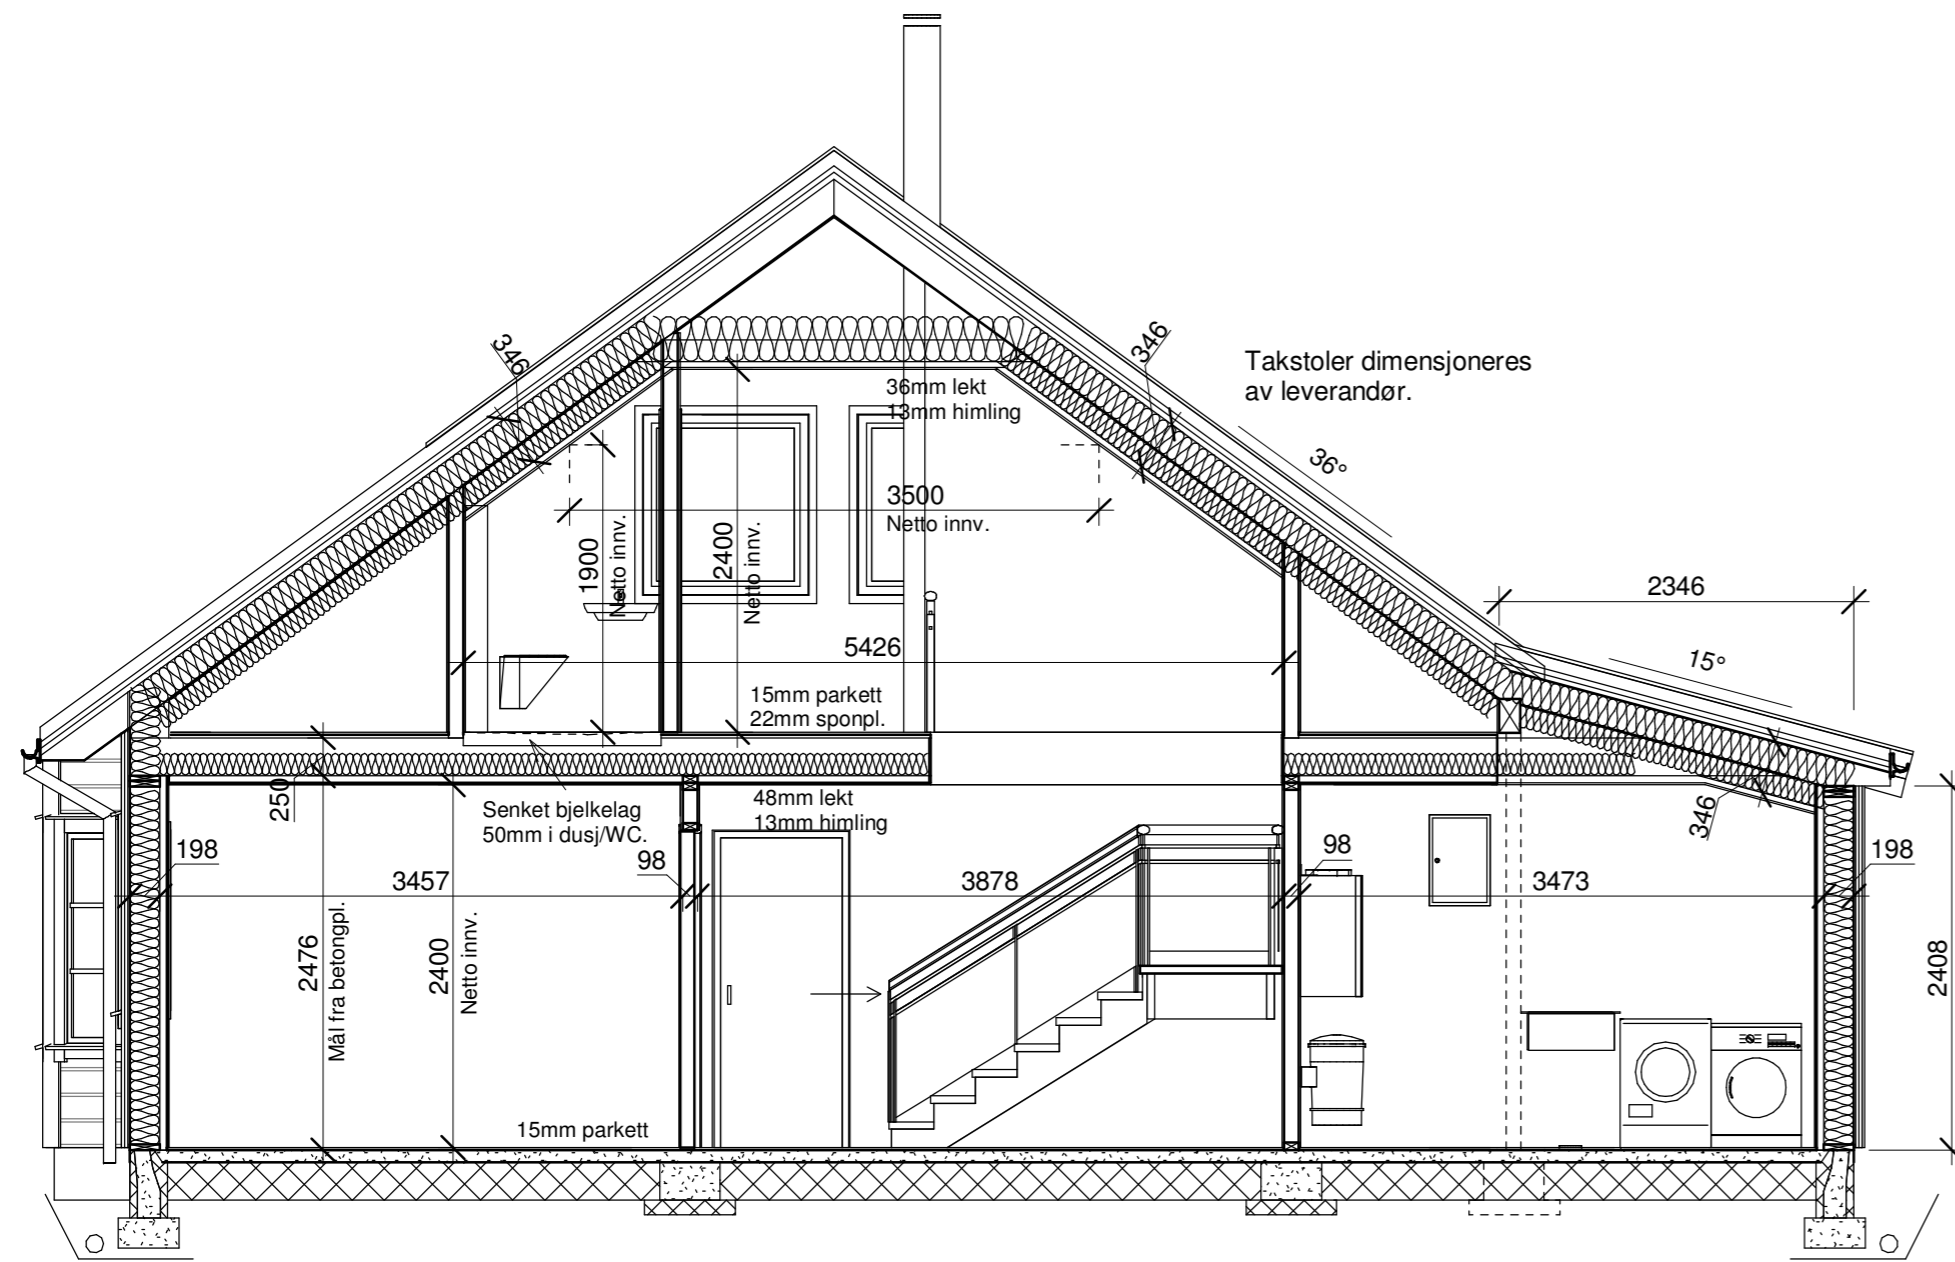 346
346
Takstoler dimensjoneres
av leverandør.
36mm lekt
13mm himling
36°
3500
Netto innv.
1900
Netto innv.
2400
Netto innv.
2346
5426
15°
15mm parkett
22mm sponpl.
250
Senket bjelkelag
50mm i dusj/WC.
48mm lekt
13mm himling
346
198
98
98
198
3457
3878
3473
2476
Mål fra betongpl.
2400
Netto innv.
2408
15mm parkett